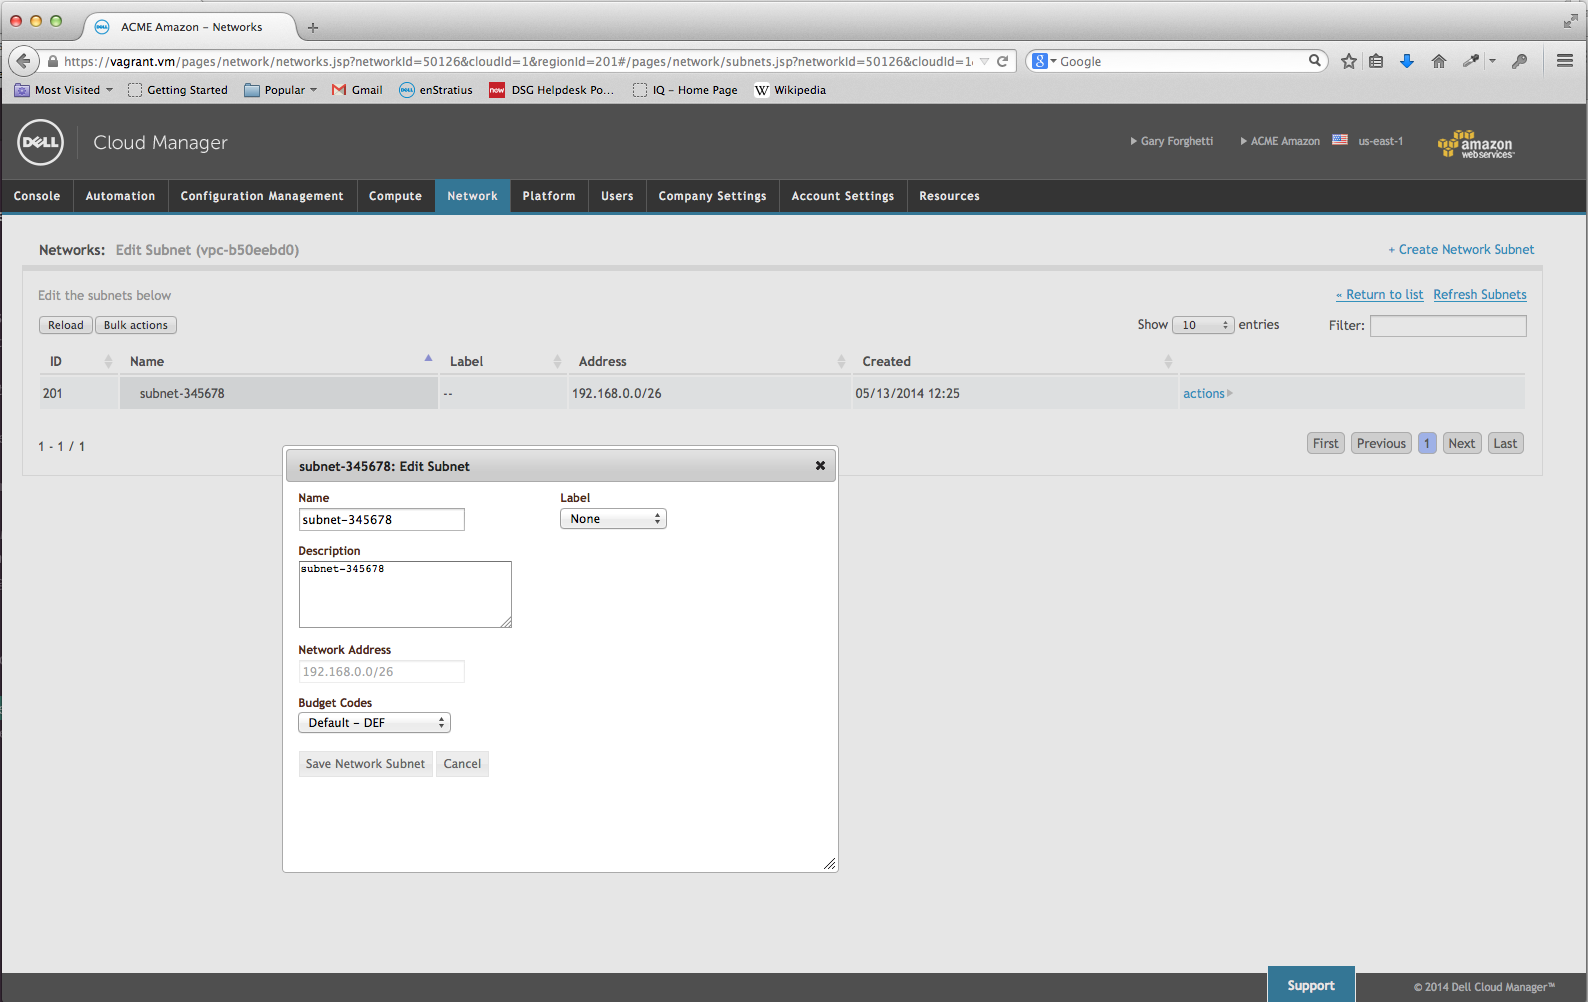 ACME Amazon – Networks
https://vagrant.vm/pages/network/networks.jsp?networkId=50126&cloudId=1&regionId=201#/pages/network/subnets.jsp?networkId=50126&cloudId=1
Google
Most Visited Getting Started Popular Gmail enStratius DSG Helpdesk Po... IQ – Home Page Wikipedia
DELL Cloud Manager Gary Forghetti ACME Amazon us-east-1 amazon webservices™
Console Automation Configuration Management Compute Network Platform Users Company Settings Account Settings Resources
Networks: Edit Subnet (vpc-b50eebd0) + Create Network Subnet
Edit the subnets below « Return to list Refresh Subnets
Reload Bulk actions Show 10 entries Filter:
ID Name Label Address Created
201 subnet-345678 -- 192.168.0.0/26 05/13/2014 12:25 actions
1 - 1 / 1 First Previous 1 Next Last
subnet-345678: Edit Subnet
Name Label
subnet-345678 None
Description
subnet-345678
Network Address
192.168.0.0/26
Budget Codes
Default – DEF
Save Network Subnet Cancel
Support © 2014 Dell Cloud Manager™